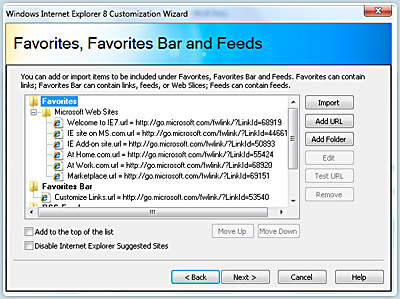 Windows Internet Explorer 8 Customization Wizard
Favorites, Favorites Bar and Feeds
You can add or import items to be included under Favorites, Favorites Bar and Feeds. Favorites can contain
links; Favorites Bar can contain links, feeds, or Web Slices; Feeds can contain feeds.
Favorites
Microsoft Web Sites
Welcome to IE7.url = http://go.microsoft.com/fwlink/?LinkId=68919
IE site on MS.com.url = http://go.microsoft.com/fwlink/?LinkId=44661
IE Add-on site.url = http://go.microsoft.com/fwlink/?LinkId=50893
At Home.com.url = http://go.microsoft.com/fwlink/?LinkId=55424
At Work.com.url = http://go.microsoft.com/fwlink/?LinkId=68920
Marketplace.url = http://go.microsoft.com/fwlink/?LinkId=69151
Favorites Bar
Customize Links.url = http://go.microsoft.com/fwlink/?LinkId=53540
Import
Add URL
Add Folder
Edit
Test URL
Remove
Add to the top of the list
Move Up
Move Down
Disable Internet Explorer Suggested Sites
< Back
Next >
Cancel
Help